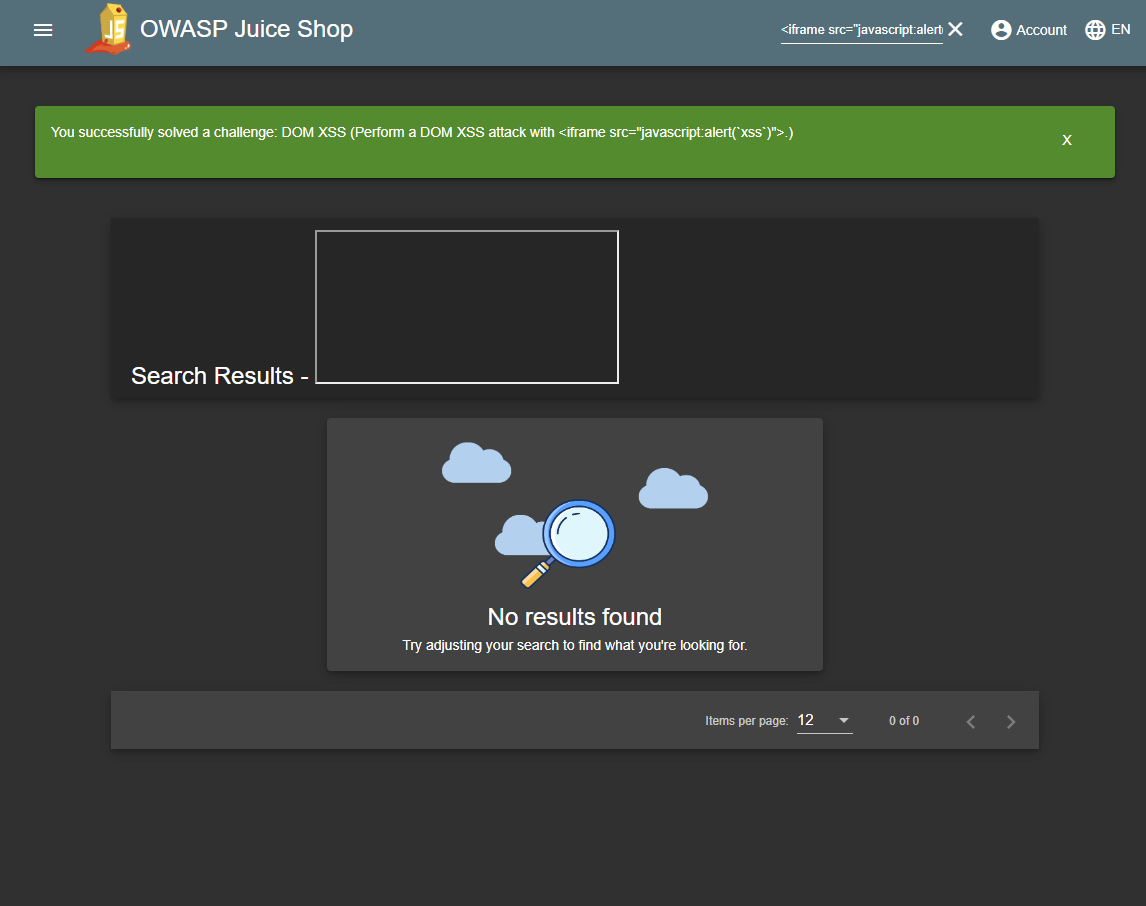 OWASP Juice Shop
<iframe src="javascript:alert(
Account
EN
You successfully solved a challenge: DOM XSS (Perform a DOM XSS attack with <iframe src="javascript:alert(`xss`)">.)
X
Search Results -
No results found
Try adjusting your search to find what you're looking for.
Items per page: 12
0 of 0